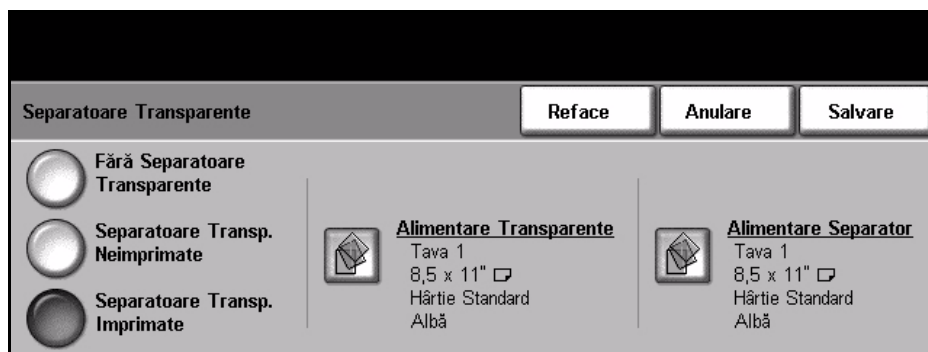 Separatoare Transparente
Reface
Anulare
Salvare
Fără Separatoare
Transparente
Separatoare Transp.
Neimprimate
Separatoare Transp.
Imprimate
Alimentare Transparente
Tava 1
8,5 x 11"
Hârtie Standard
Albă
Alimentare Separator
Tava 1
8,5 x 11"
Hârtie Standard
Albă